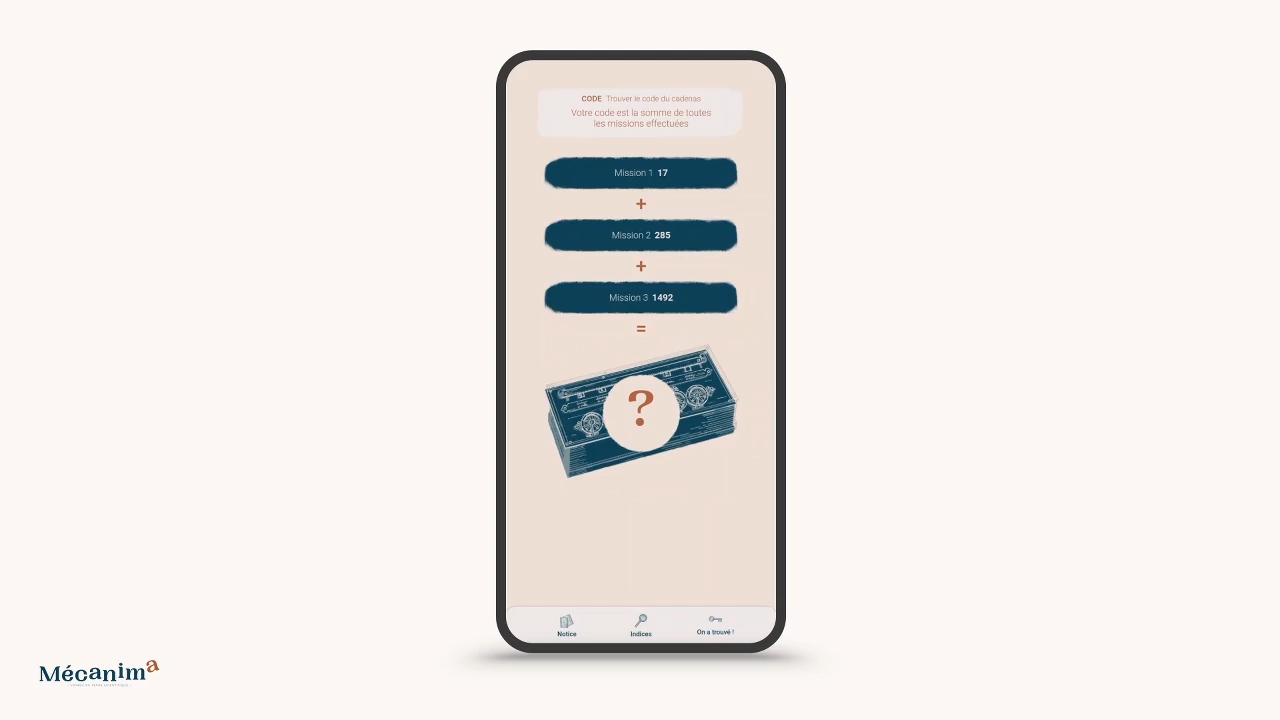 CODE Trouver le code du cadenas
Votre code est la somme de toutes
les missions effectuées
Mission 1 17
+
Mission 2 285
+
Mission 3 1492
=
?
Notice
Indices
On a trouvé !
Mécanima